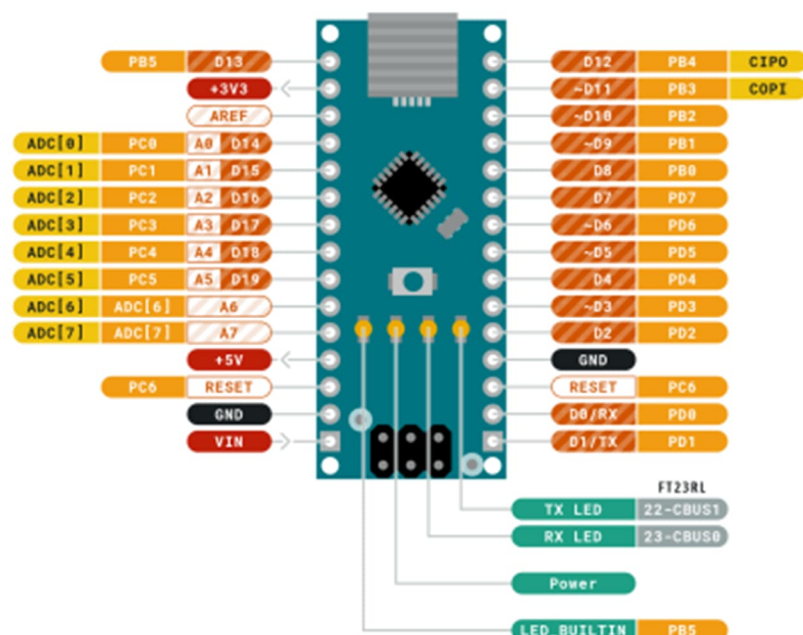 PB5 D13 D12 PB4 CIPO
+3V3 ~D11 PB3 COPI
AREF ~D10 PB2
ADC[0] PC0 A0 D14 ~D9 PB1
ADC[1] PC1 A1 D15 D8 PB0
ADC[2] PC2 A2 D16 D7 PD7
ADC[3] PC3 A3 D17 ~D6 PD6
ADC[4] PC4 A4 D18 ~D5 PD5
ADC[5] PC5 A5 D19 D4 PD4
ADC[6] ADC[6] A6 ~D3 PD3
ADC[7] ADC[7] A7 D2 PD2
+5V GND
PC6 RESET RESET PC6
GND D0/RX PD0
VIN D1/TX PD1
FT23RL
TX LED 22-CBUS1
RX LED 23-CBUS0
Power
LED BUILTIN PB5